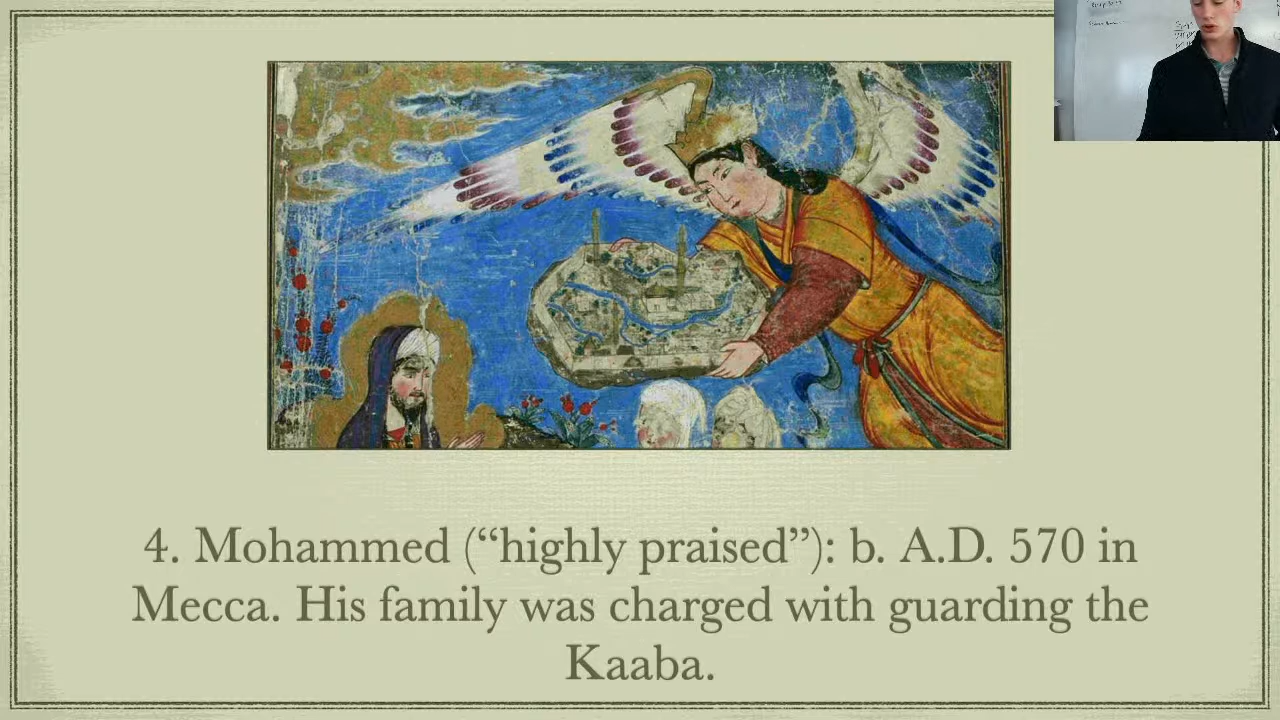 4. Mohammed (“highly praised”): b. A.D. 570 in
Mecca. His family was charged with guarding the
Kaaba.